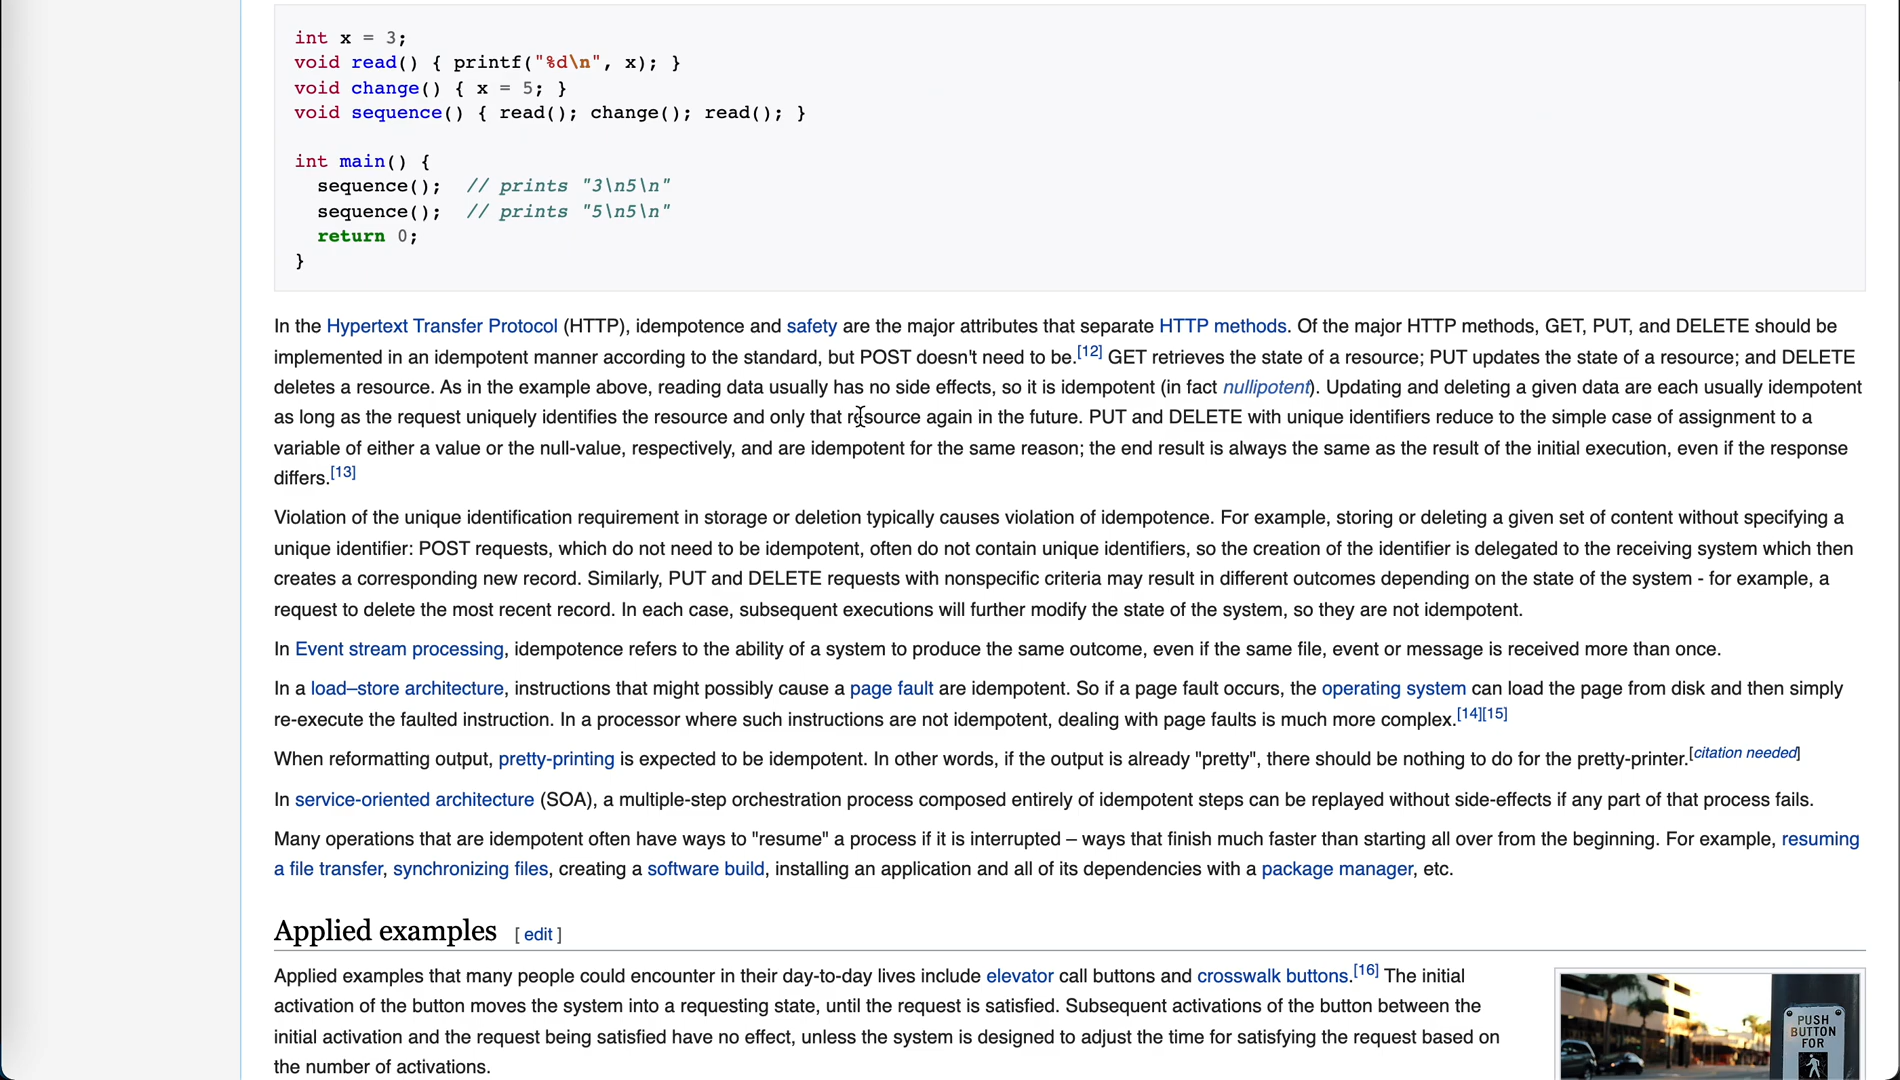 int x = 3;
void read() { printf("%d\n", x); }
void change() { x = 5; }
void sequence() { read(); change(); read(); }
int main() {
sequence(); // prints "3\n5\n"
sequence(); // prints "5\n5\n"
return 0;
}
In the Hypertext Transfer Protocol (HTTP), idempotence and safety are the major attributes that separate HTTP methods. Of the major HTTP methods, GET, PUT, and DELETE should be
implemented in an idempotent manner according to the standard, but POST doesn't need to be.[12] GET retrieves the state of a resource; PUT updates the state of a resource; and DELETE
deletes a resource. As in the example above, reading data usually has no side effects, so it is idempotent (in fact nullipotent). Updating and deleting a given data are each usually idempotent
as long as the request uniquely identifies the resource and only that resource again in the future. PUT and DELETE with unique identifiers reduce to the simple case of assignment to a
variable of either a value or the null-value, respectively, and are idempotent for the same reason; the end result is always the same as the result of the initial execution, even if the response
differs.[13]
Violation of the unique identification requirement in storage or deletion typically causes violation of idempotence. For example, storing or deleting a given set of content without specifying a
unique identifier: POST requests, which do not need to be idempotent, often do not contain unique identifiers, so the creation of the identifier is delegated to the receiving system which then
creates a corresponding new record. Similarly, PUT and DELETE requests with nonspecific criteria may result in different outcomes depending on the state of the system - for example, a
request to delete the most recent record. In each case, subsequent executions will further modify the state of the system, so they are not idempotent.
In Event stream processing, idempotence refers to the ability of a system to produce the same outcome, even if the same file, event or message is received more than once.
In a load–store architecture, instructions that might possibly cause a page fault are idempotent. So if a page fault occurs, the operating system can load the page from disk and then simply
re-execute the faulted instruction. In a processor where such instructions are not idempotent, dealing with page faults is much more complex.[14][15]
When reformatting output, pretty-printing is expected to be idempotent. In other words, if the output is already "pretty", there should be nothing to do for the pretty-printer.[citation needed]
In service-oriented architecture (SOA), a multiple-step orchestration process composed entirely of idempotent steps can be replayed without side-effects if any part of that process fails.
Many operations that are idempotent often have ways to "resume" a process if it is interrupted – ways that finish much faster than starting all over from the beginning. For example, resuming
a file transfer, synchronizing files, creating a software build, installing an application and all of its dependencies with a package manager, etc.
Applied examples [ edit ]
Applied examples that many people could encounter in their day-to-day lives include elevator call buttons and crosswalk buttons.[16] The initial
activation of the button moves the system into a requesting state, until the request is satisfied. Subsequent activations of the button between the
initial activation and the request being satisfied have no effect, unless the system is designed to adjust the time for satisfying the request based on
the number of activations.
PUSH
BUTTON
FOR